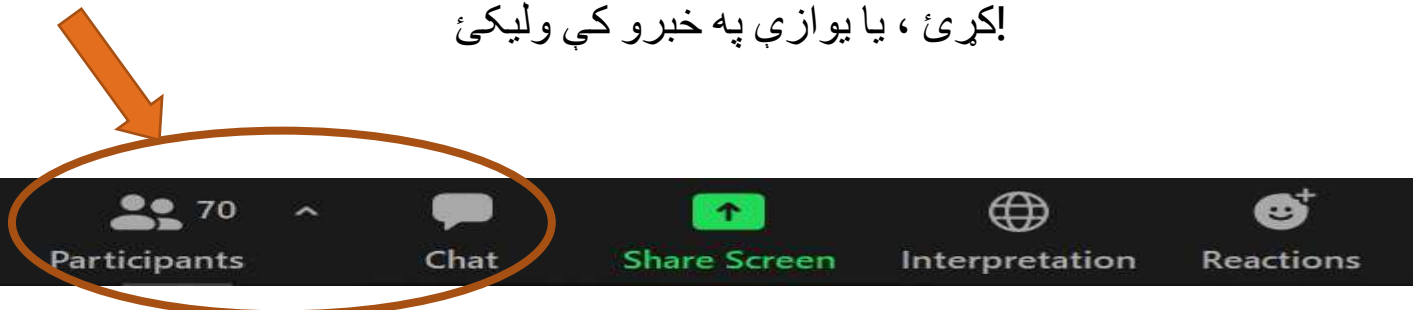 !کړئ ، یا یوازې په خبرو کې ولیکئ
70
Participants
Chat
Share Screen
Interpretation
Reactions